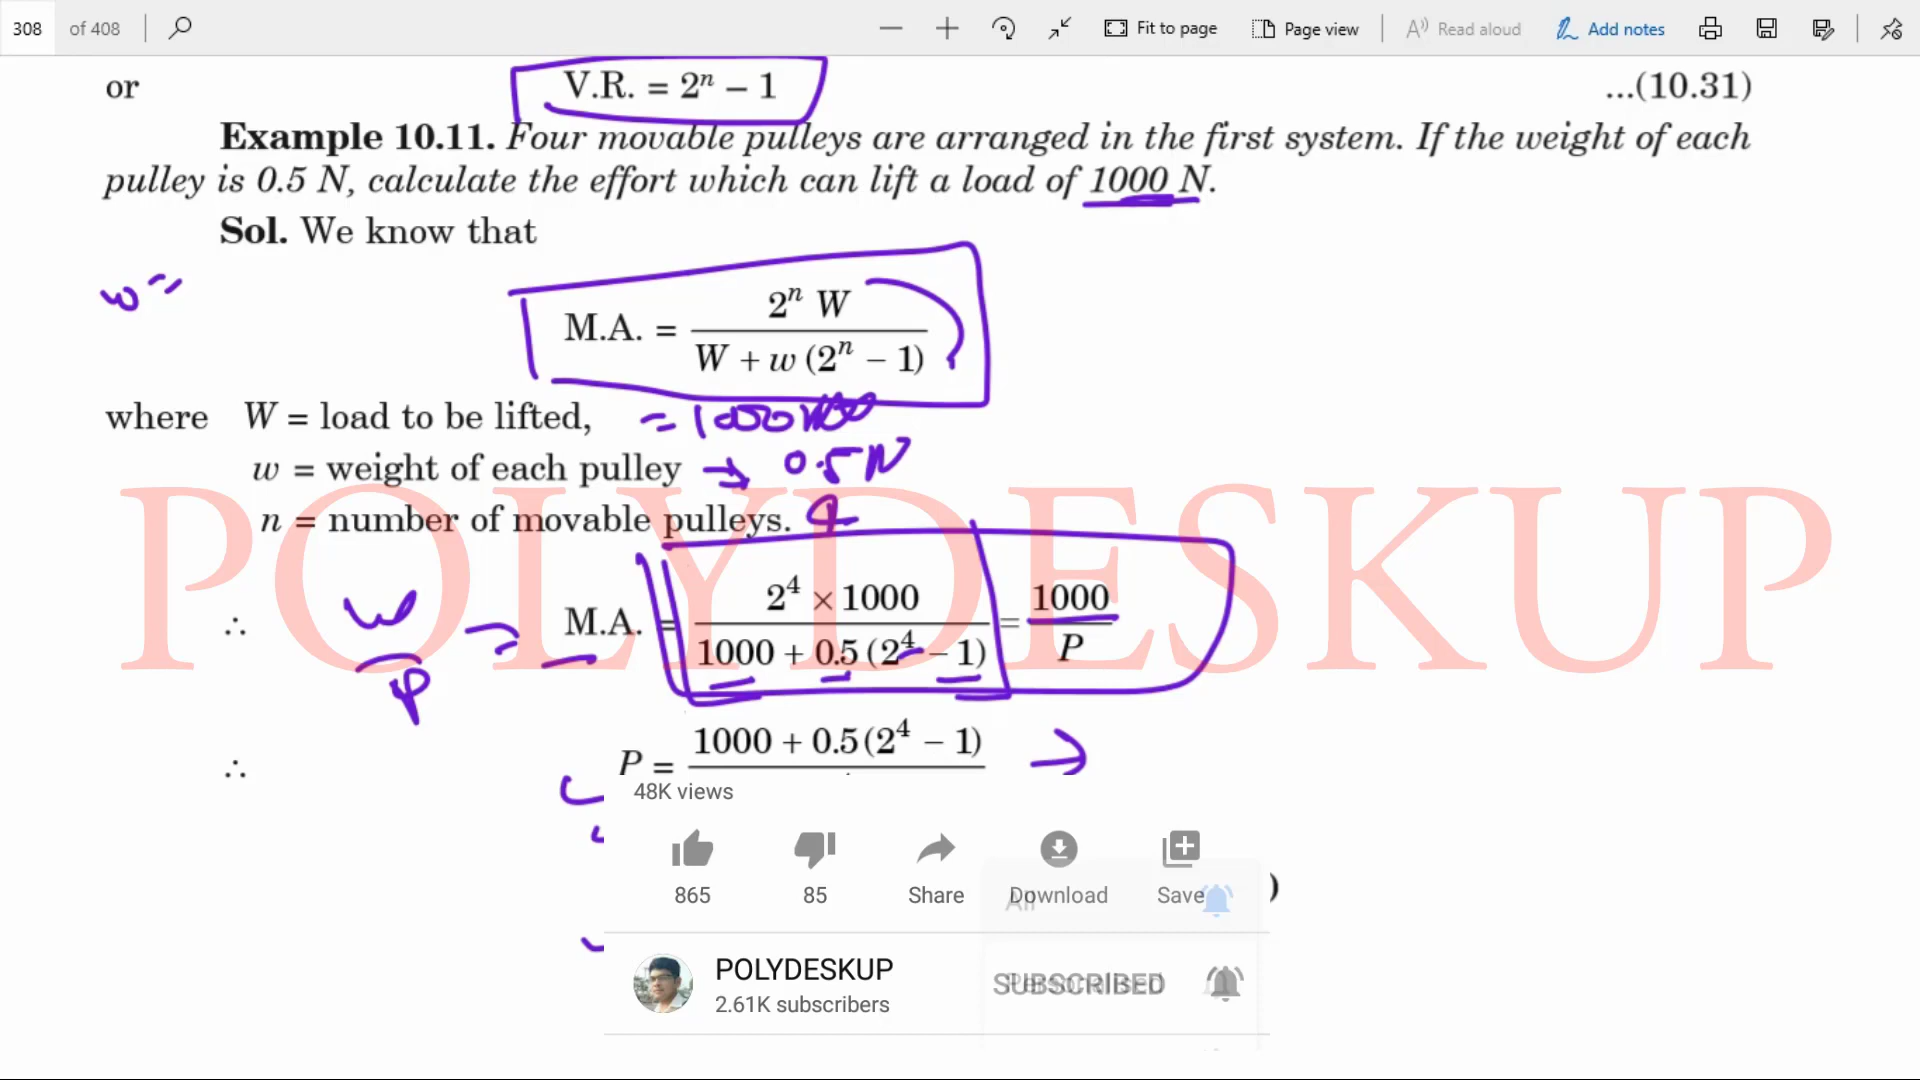 308 of 408 Fit to page Page view Read aloud Add notes
or V.R. = 2ⁿ − 1 ...(10.31)
Example 10.11. Four movable pulleys are arranged in the first system. If the weight of each
pulley is 0.5 N, calculate the effort which can lift a load of 1000 N.
Sol. We know that
w =
M.A. = 2ⁿ W / W + w (2ⁿ − 1)
where W = load to be lifted, = 1000
w = weight of each pulley → 0.5 N
n = number of movable pulleys. 4
POLYDESKUP
∴ W / P = M.A. = 2⁴ × 1000 / 1000 + 0.5 (2⁴ − 1) = 1000 / P
∴ P = 1000 + 0.5 (2⁴ − 1) →
48K views
865 85 Share Download Save )
All
POLYDESKUP
SUBSCRIBED
Personalised
2.61K subscribers